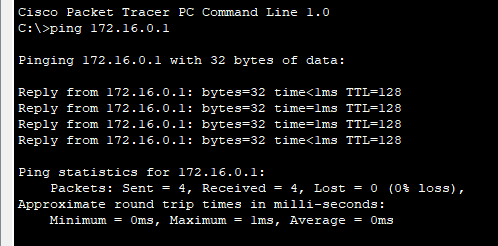 Cisco Packet Tracer PC Command Line 1.0
C:\>ping 172.16.0.1
Pinging 172.16.0.1 with 32 bytes of data:
Reply from 172.16.0.1: bytes=32 time<1ms TTL=128
Reply from 172.16.0.1: bytes=32 time=1ms TTL=128
Reply from 172.16.0.1: bytes=32 time=1ms TTL=128
Reply from 172.16.0.1: bytes=32 time<1ms TTL=128
Ping statistics for 172.16.0.1:
Packets: Sent = 4, Received = 4, Lost = 0 (0% loss),
Approximate round trip times in milli-seconds:
Minimum = 0ms, Maximum = 1ms, Average = 0ms